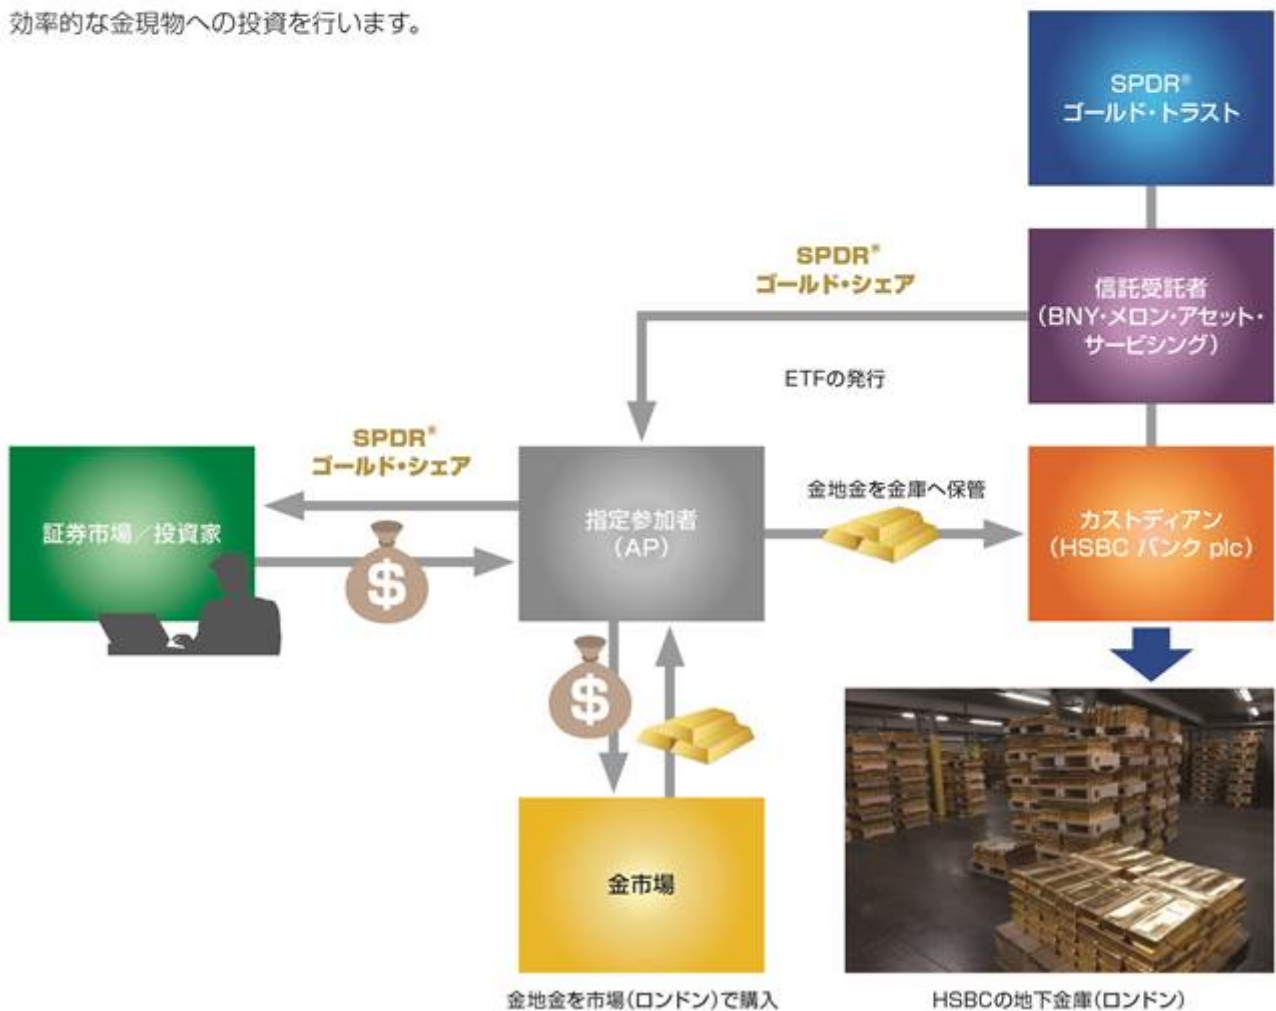 効率的な金現物への投資を行います。
SPDR®
ゴールド・トラスト
SPDR®
ゴールド・シェア
信託受託者
(BNY・メロン・アセット・
サービシング)
ETFの発行
SPDR®
ゴールド・シェア
証券市場／投資家
$
指定参加者
(AP)
金地金を金庫へ保管
カストディアン
(HSBC バンク plc)
$
金市場
金地金を市場(ロンドン)で購入
HSBCの地下金庫(ロンドン)